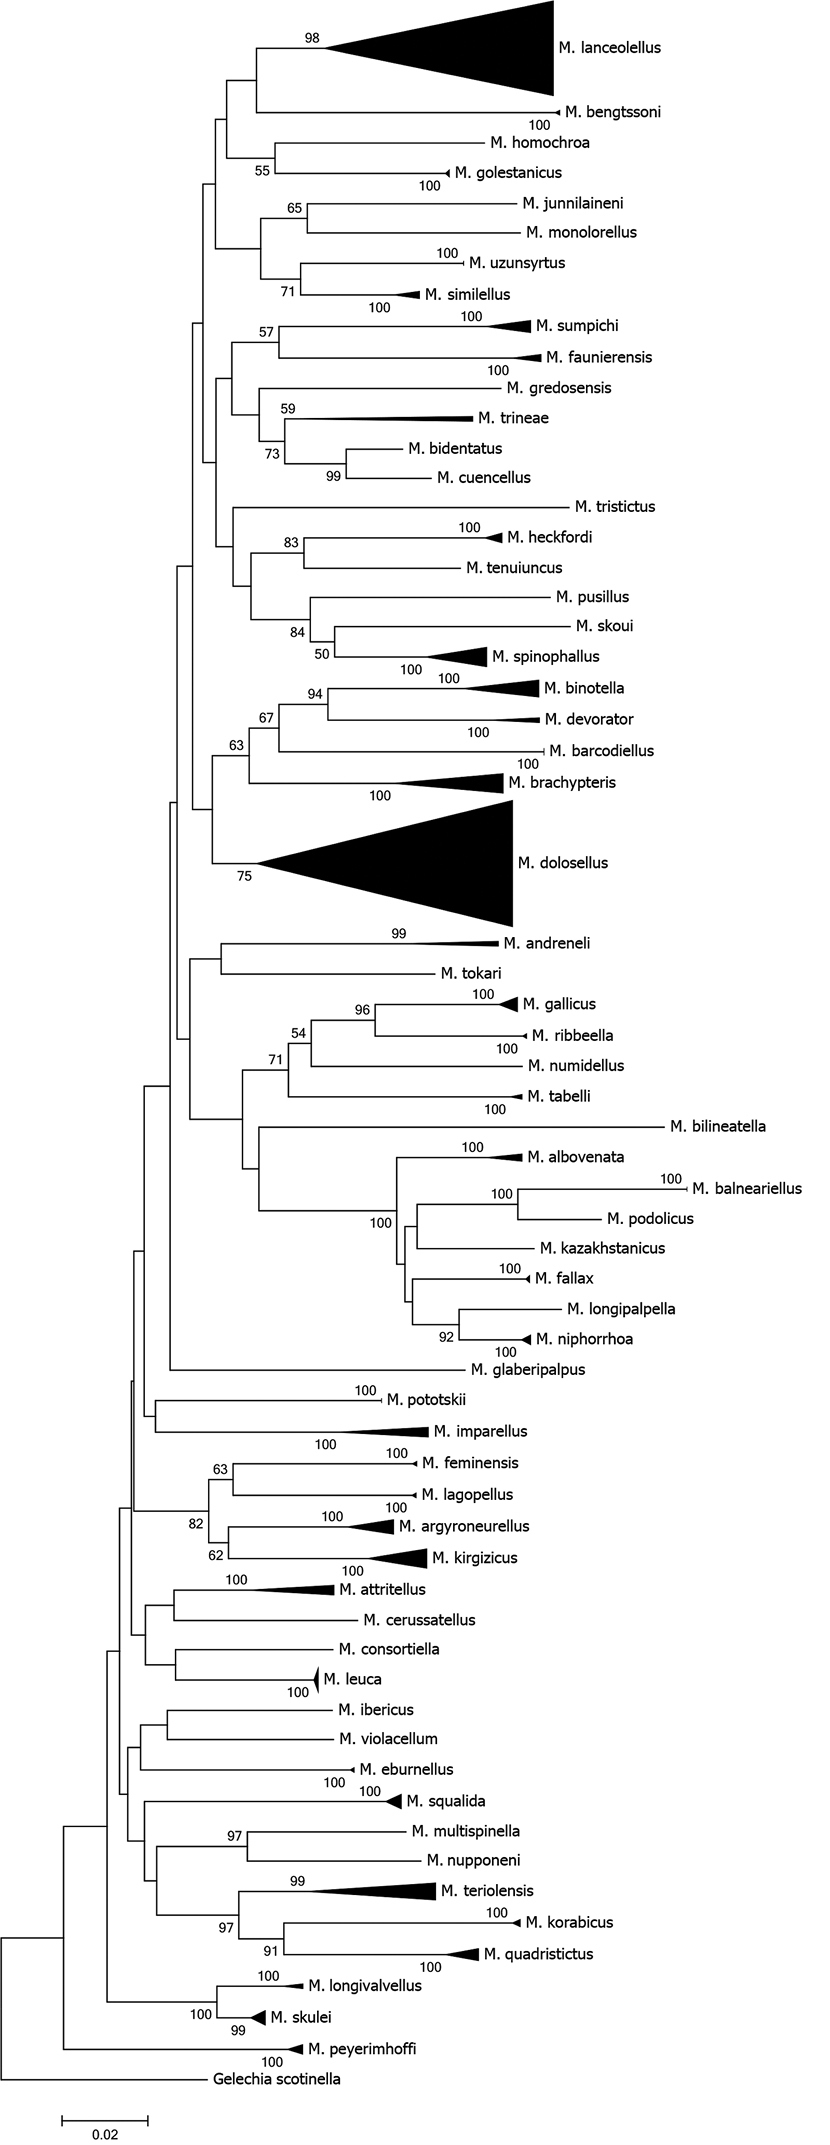 98
M. lanceolellus
M. bengtssoni
100
M. homochroa
55
M. golestanicus
100
M. junnilaineni
65
M. monolorellus
100
M. uzunsyrtus
71
M. similellus
100
100
M. sumpichi
57
M. faunierensis
100
M. gredosensis
59
M. trineae
73
M. bidentatus
99
M. cuencellus
M. tristictus
100
M. heckfordi
83
M. tenuiuncus
M. pusillus
84
M. skoui
50
M. spinophallus
100
100
M. binotella
94
M. devorator
100
67
63
M. barcodiellus
100
M. brachypteris
100
M. dolosellus
75
99
M. andreneli
M. tokari
100
M. gallicus
96
M. ribbeella
100
54
M. numidellus
71
M. tabelli
100
M. bilineatella
100
M. albovenata
100
M. balneariellus
100
M. podolicus
100
M. kazakhstanicus
100
M. fallax
M. longipalpella
92
M. niphorrhoa
100
M. glaberipalpus
100
M. pototskii
M. imparellus
100
100
M. feminensis
63
M. lagopellus
100
82
100
M. argyroneurellus
62
M. kirgizicus
100
100
M. attritellus
M. cerussatellus
M. consortiella
M. leuca
100
M. ibericus
M. violacellum
M. eburnellus
100
100
M. squalida
M. multispinella
97
M. nupponeni
99
M. teriolensis
97
100
M. korabicus
91
M. quadristictus
100
100
M. longivalvellus
100
M. skulei
99
M. peyerimhoffi
100
Gelechia scotinella
0.02